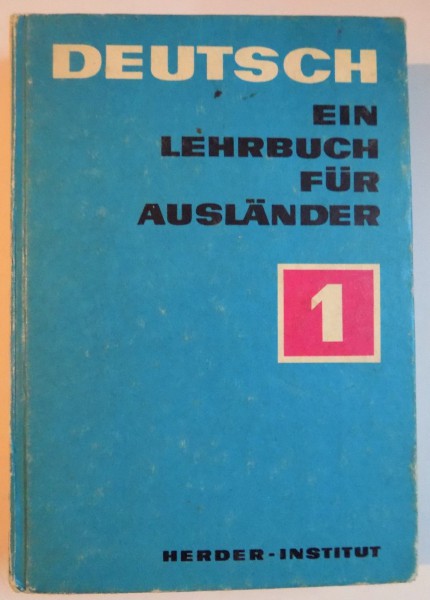 DEUTSCH
EIN
LEHRBUCH
FÜR
AUSLÄNDER
1
HERDER-INSTITUT